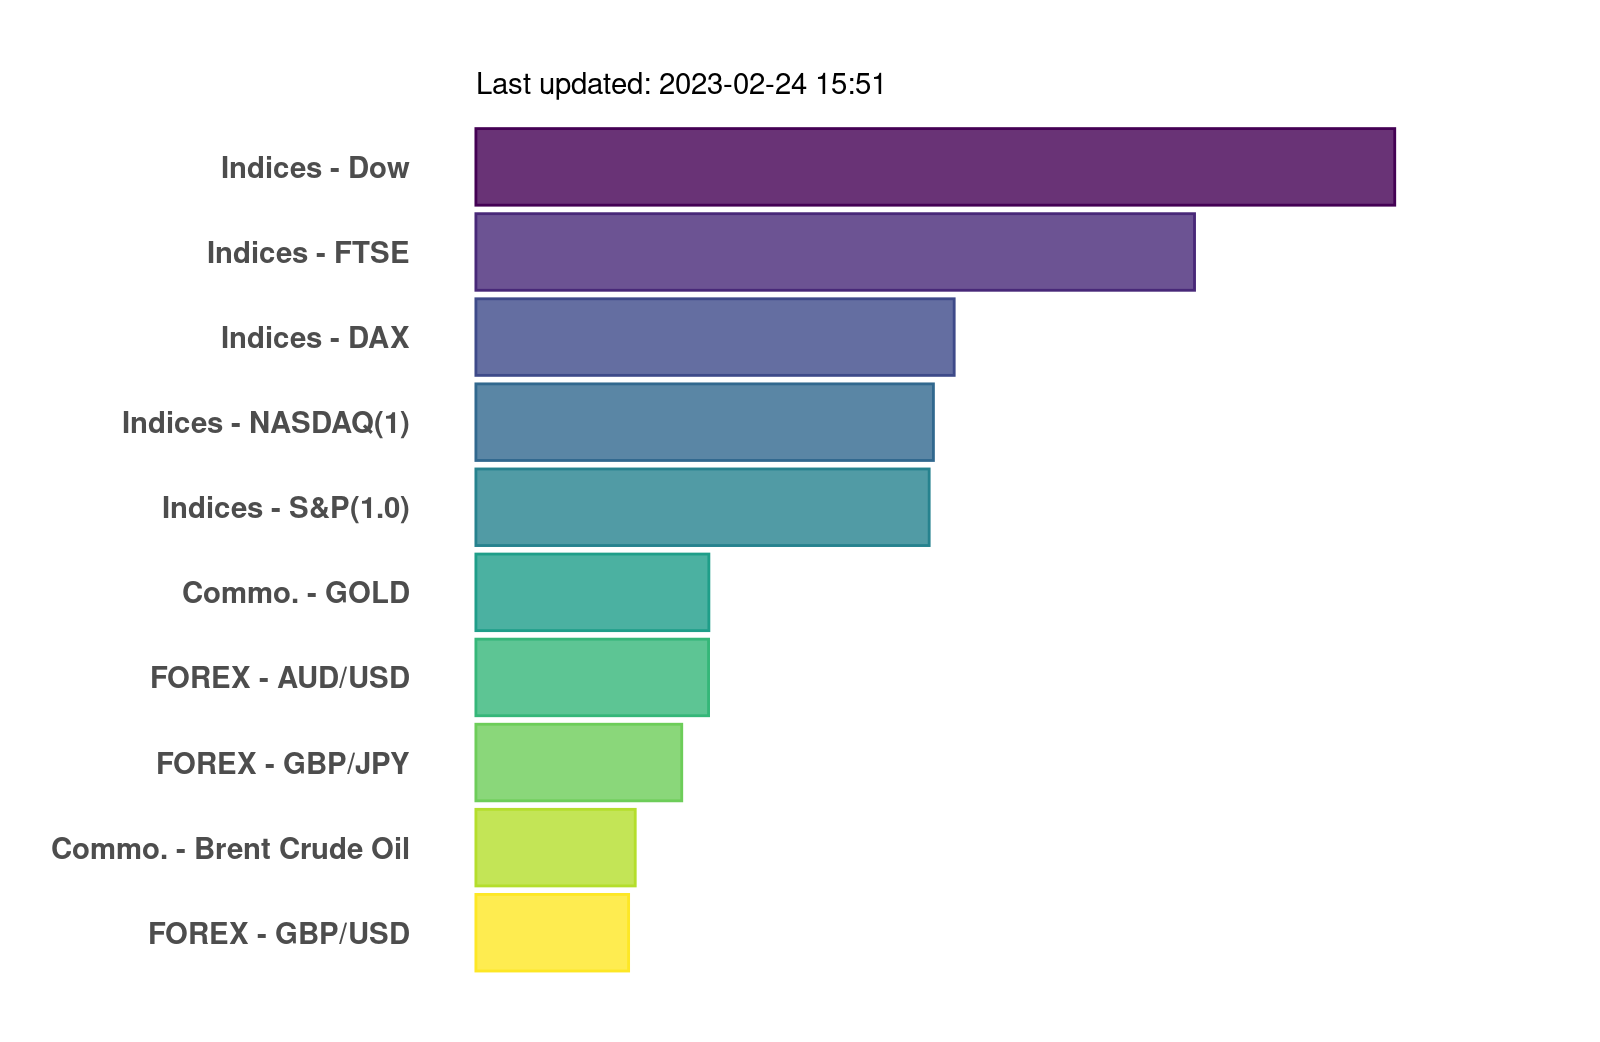 Last updated: 2023-02-24 15:51
Indices - Dow
Indices - FTSE
Indices - DAX
Indices - NASDAQ(1)
Indices - S&P(1.0)
Commo. - GOLD
FOREX - AUD/USD
FOREX - GBP/JPY
Commo. - Brent Crude Oil
FOREX - GBP/USD